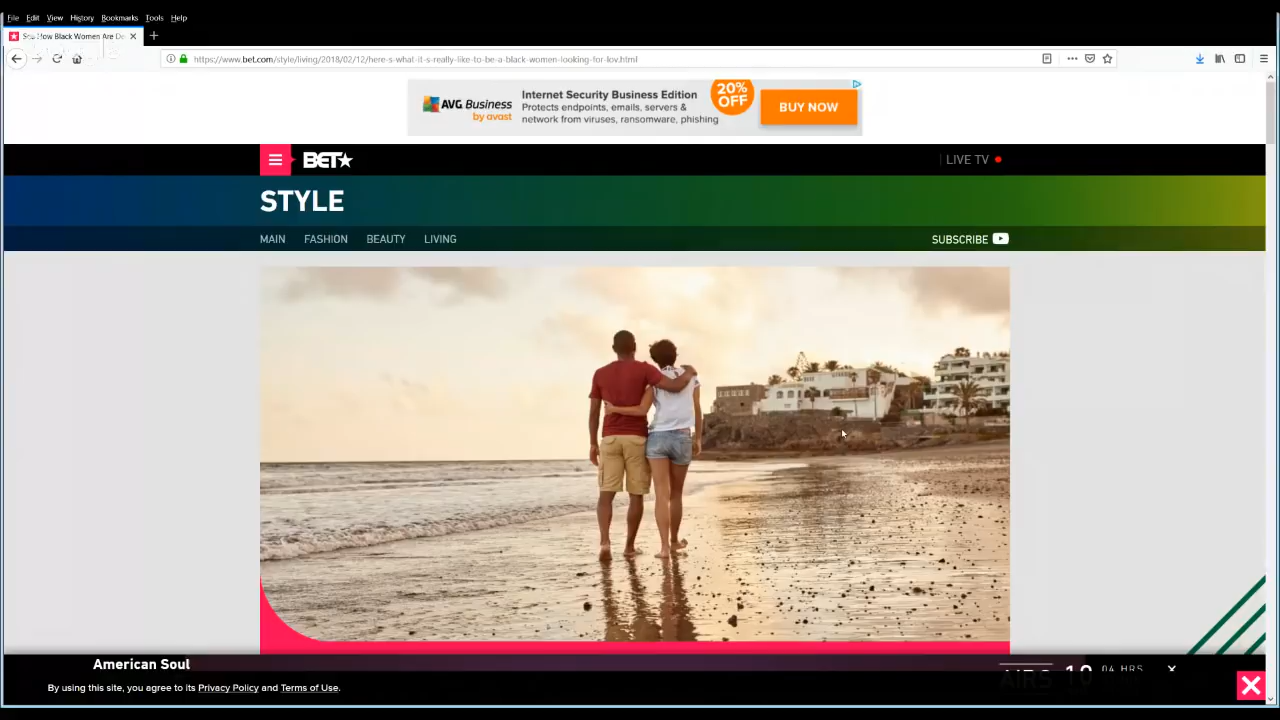 File Edit View History Bookmarks Tools Help
How Black Women Are De
https://www.bet.com/style/living/2018/02/12/here-s-what-it-s-really-like-to-be-a-black-women-looking-for-lov.html
AVG Business
by avast
Internet Security Business Edition
Protects endpoints, emails, servers &
network from viruses, ransomware, phishing
20%
OFF
BUY NOW
BET
LIVE TV
STYLE
MAIN FASHION BEAUTY LIVING
SUBSCRIBE
American Soul
AIRS 10 04 HRS
By using this site, you agree to its Privacy Policy and Terms of Use.